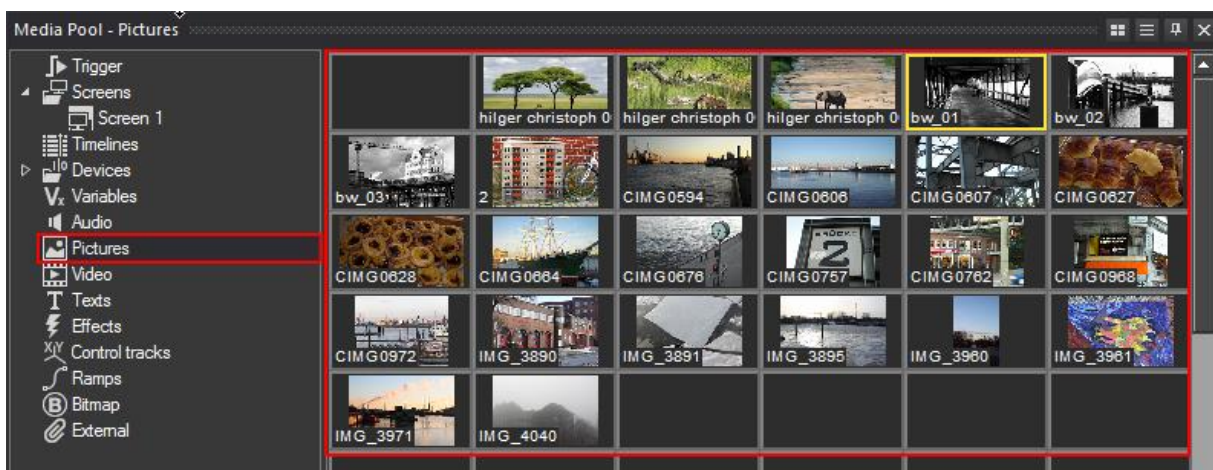 Media Pool - Pictures
Trigger
Screens
Screen 1
Timelines
Devices
Variables
Audio
Pictures
Video
Texts
Effects
Control tracks
Ramps
Bitmap
External
hilger christoph 0
hilger christoph 0
hilger christoph 0
bw_01
bw_02
bw_03
2
CIMG0594
CIMG0606
CIMG0607
CIMG0627
CIMG0628
CIMG0664
CIMG0676
CIMG0757
BRÜCKE
2
CIMG0762
CIMG0968
CIMG0972
IMG_3890
IMG_3891
IMG_3895
IMG_3960
IMG_3961
IMG_3971
IMG_4040